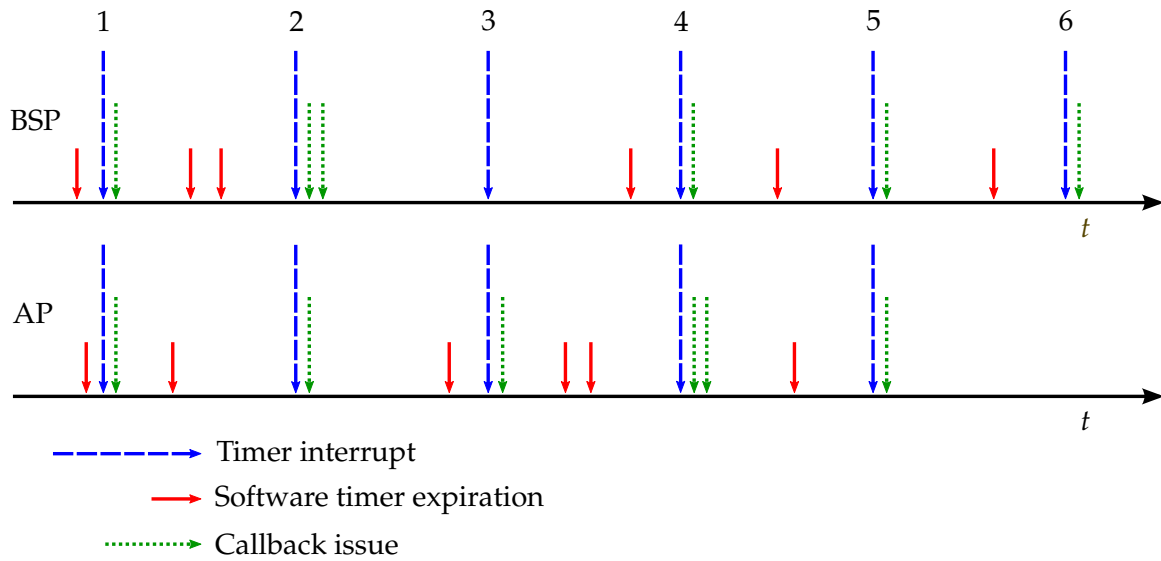 1 2 3 4 5 6
BSP
t
AP
t
Timer interrupt
Software timer expiration
Callback issue